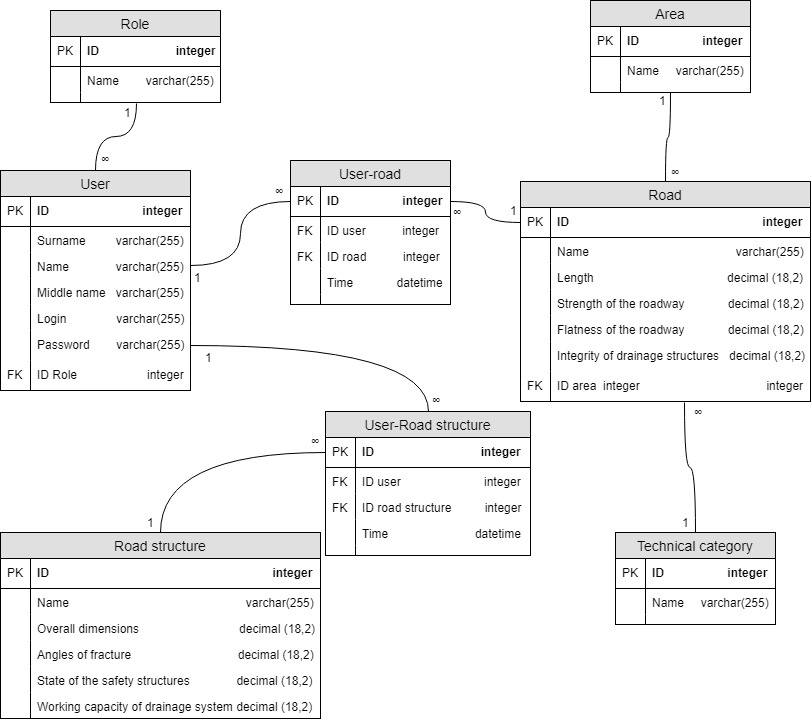 Role
PK ID integer
Name varchar(255)
1
∞
Area
PK ID integer
Name varchar(255)
1
∞
User
PK ID integer
Surname varchar(255)
Name varchar(255)
Middle name varchar(255)
Login varchar(255)
Password varchar(255)
FK ID Role integer
1
1
User-road
∞
PK ID integer
∞
FK ID user integer
FK ID road integer
Time datetime
Road
1
PK ID integer
Name varchar(255)
Length decimal (18,2)
Strength of the roadway decimal (18,2)
Flatness of the roadway decimal (18,2)
Integrity of drainage structures decimal (18,2)
FK ID area integer integer
∞
∞
User-Road structure
∞
PK ID integer
FK ID user integer
FK ID road structure integer
Time datetime
1
Road structure
PK ID integer
Name varchar(255)
Overall dimensions decimal (18,2)
Angles of fracture decimal (18,2)
State of the safety structures decimal (18,2)
Working capacity of drainage system decimal (18,2)
1
Technical category
PK ID integer
Name varchar(255)